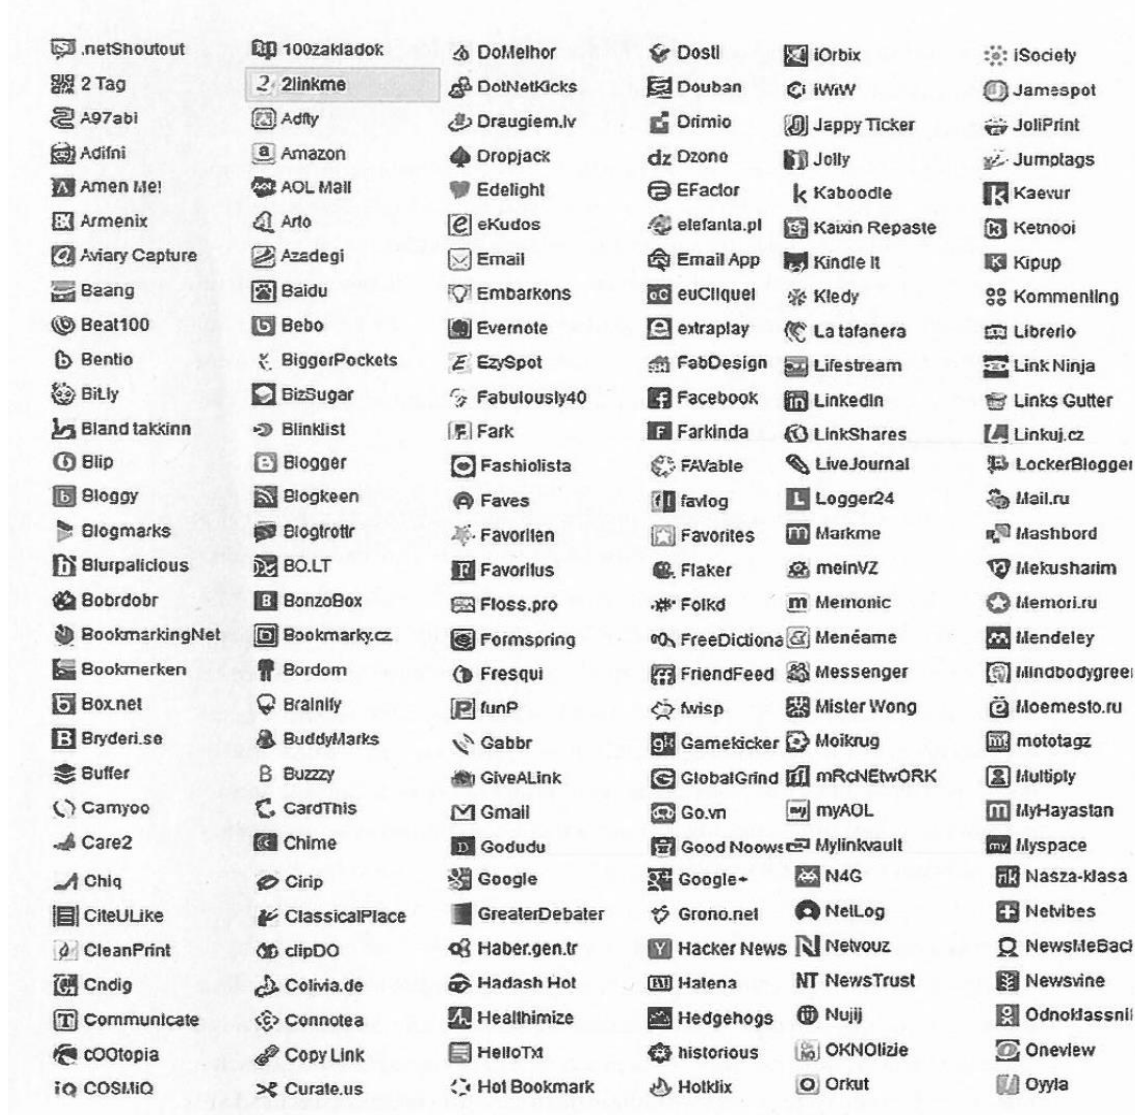 .netShoutout 100zakladok DoMelhor Dosti iOrbix iSociety
2 Tag 2linkme DotNetKicks Douban iWiW Jamespot
A97abi Adfty Draugiem.lv Drimio Jappy Ticker JoliPrint
Adifni Amazon Dropjack Dzone Jolly Jumptags
Amen Me! AOL Mail Edelight EFactor Kaboodle Kaevur
Armenix Arto eKudos elefanta.pl Kaixin Repaste Ketnooi
Aviary Capture Azadegi Email Email App Kindle It Kipup
Baang Baidu Embarkons euCliquel Kledy Kommenting
Beat100 Bebo Evernote extraplay La tafanera Librerio
Bentio BiggerPockets EzySpot FabDesign Lifestream Link Ninja
Bit.ly BizSugar Fabulously40 Facebook LinkedIn Links Gutter
Bland takkinn Blinklist Fark Farkinda LinkShares Linkuj.cz
Blip Blogger Fashiolista FAVable LiveJournal LockerBlogger
Bloggy Blogkeen Faves favlog Logger24 Mail.ru
Blogmarks Blogtrottr Favoriten Favorites Markme Mashbord
Blurpalicious BO.LT Favoritus Flaker meinVZ Mekusharim
Bobrdobr BonzoBox Floss.pro Folkd Memonic Memori.ru
BookmarkingNet Bookmarky.cz Formspring FreeDictiona Menéame Mendeley
Bookmerken Bordom Fresqui FriendFeed Messenger Mindbodygreen
Box.net Brainify funP fwisp Mister Wong Moemesto.ru
Bryderi.se BuddyMarks Gabbr Gamekicker Moikrug mototagz
Buffer Buzzzy GiveALink GlobalGrind mRcNEtwORK Multiply
Camyoo CardThis Gmail Go.vn myAOL MyHayastan
Care2 Chime Godudu Good Noows Mylinkvault Myspace
Chiq Cirip Google Google+ N4G Nasza-klasa
CiteULike ClassicalPlace GreaterDebater Grono.net NetLog Netvibes
CleanPrint clipDO Haber.gen.tr Hacker News Netvouz NewsMeBack
Cndig Colivia.de Hadash Hot Hatena NewsTrust Newsvine
Communicate Connotea Healthimize Hedgehogs Nujij Odnoklassni
cOOtopia Copy Link HelloTxt historious OKNOtizie Oneview
COSMiQ Curate.us Hot Bookmark Hotklix Orkut Oyyla